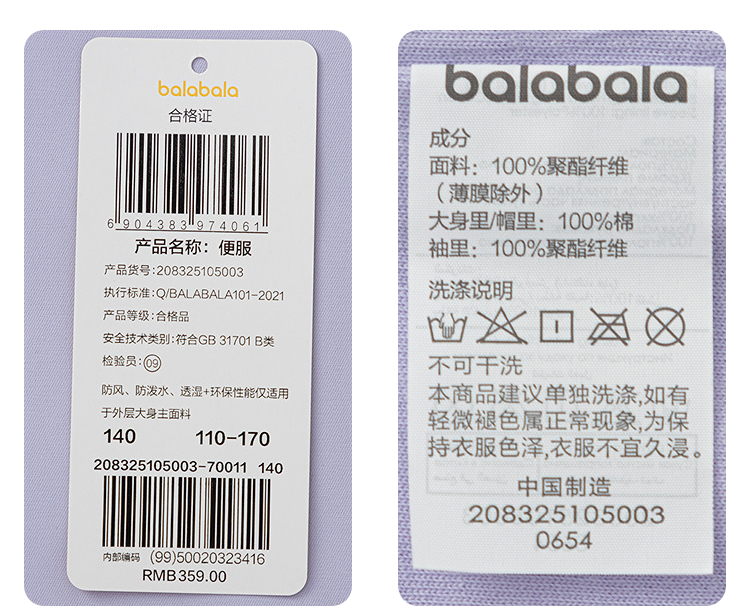 balabala
合格证
6 904383 974061
产品名称：便服
产品货号：208325105003
执行标准：Q/BALABALA101-2021
产品等级：合格品
安全技术类别：符合GB 31701 B类
检验员：09
防风、防泼水、透湿+环保性能仅适用
于外层大身主面料
140 110-170
208325105003-70011 140
内部编码 (99)50020323416
RMB359.00
balabala
成分
面料：100%聚酯纤维
（薄膜除外）
大身里/帽里：100%棉
袖里：100%聚酯纤维
洗涤说明
不可干洗
本商品建议单独洗涤,如有
轻微褪色属正常现象,为保
持衣服色泽,衣服不宜久浸。
中国制造
208325105003
0654